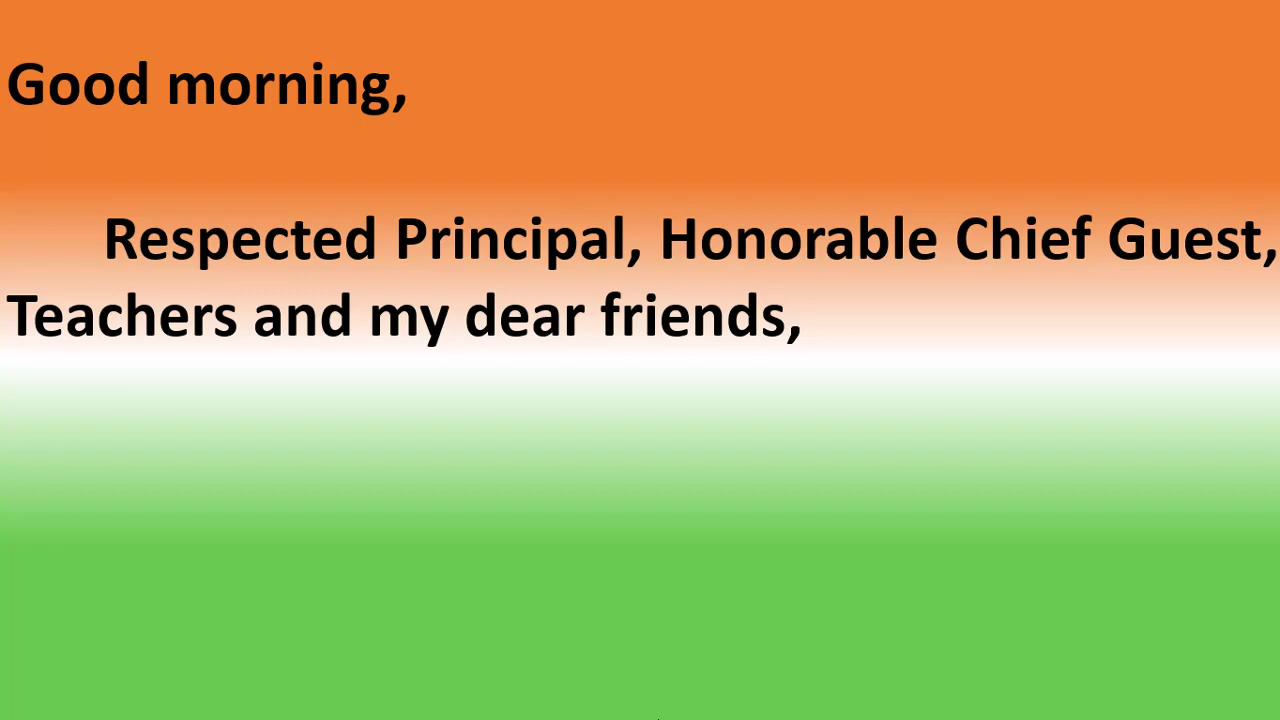 Good morning,
Respected Principal, Honorable Chief Guest,
Teachers and my dear friends,